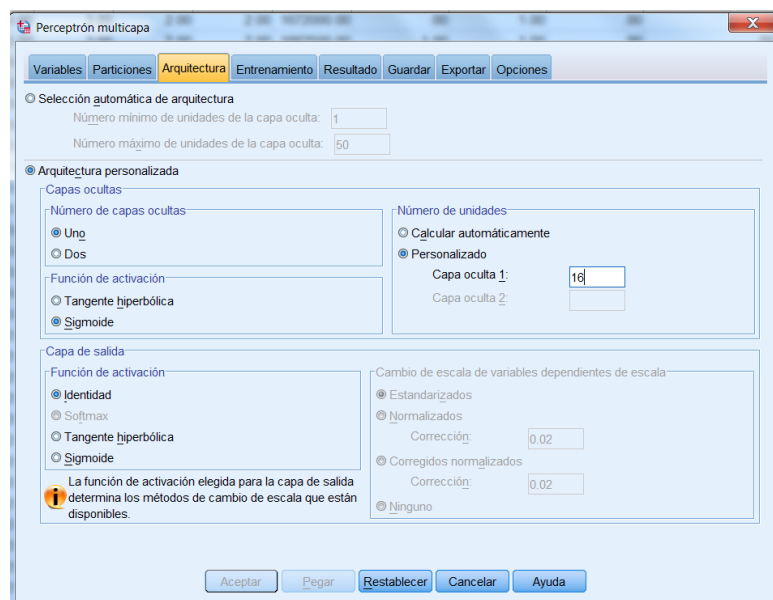 Perceptrón multicapa
Variables Particiones Arquitectura Entrenamiento Resultado Guardar Exportar Opciones
Selección automática de arquitectura
Número mínimo de unidades de la capa oculta: 1
Número máximo de unidades de la capa oculta: 50
Arquitectura personalizada
Capas ocultas
Número de capas ocultas
Uno
Dos
Función de activación
Tangente hiperbólica
Sigmoide
Número de unidades
Calcular automáticamente
Personalizado
Capa oculta 1: 16
Capa oculta 2:
Capa de salida
Función de activación
Identidad
Softmax
Tangente hiperbólica
Sigmoide
La función de activación elegida para la capa de salida
determina los métodos de cambio de escala que están
disponibles.
Cambio de escala de variables dependientes de escala
Estandarizados
Normalizados
Corrección: 0.02
Corregidos normalizados
Corrección: 0.02
Ninguno
Aceptar Pegar Restablecer Cancelar Ayuda